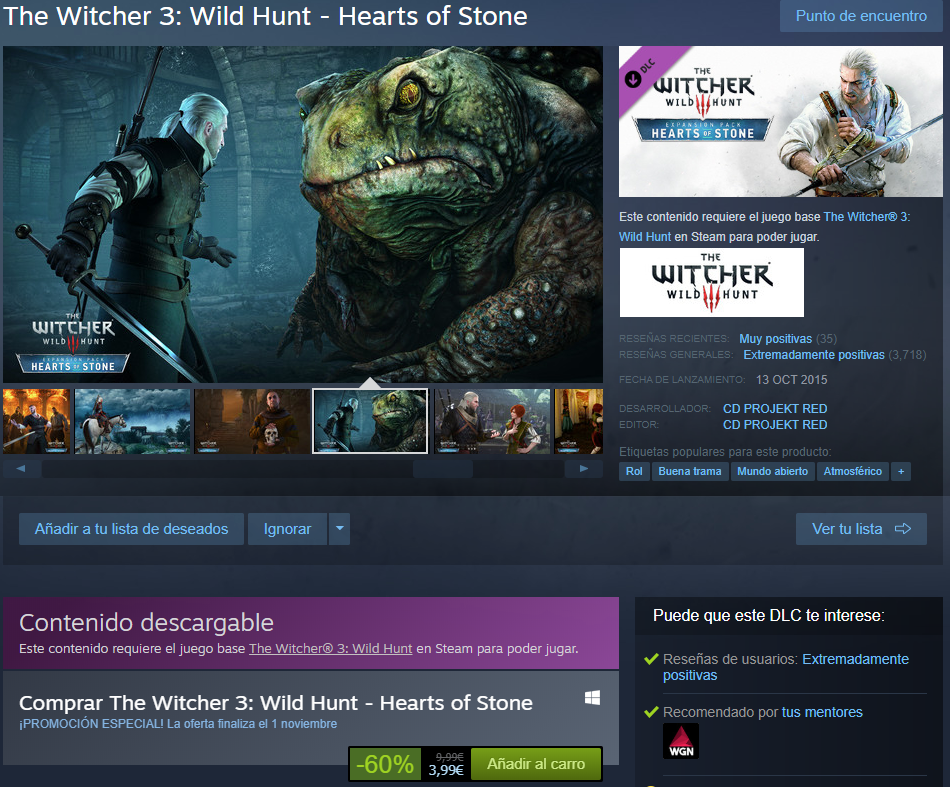 The Witcher 3: Wild Hunt - Hearts of Stone
Punto de encuentro
THE
WITCHER
WILD HUNT
EXPANSION PACK
HEARTS OF STONE
DLC
THE
WITCHER
WILD HUNT
EXPANSION PACK
HEARTS OF STONE
Este contenido requiere el juego base The Witcher® 3:
Wild Hunt en Steam para poder jugar.
THE
WITCHER
WILD HUNT
RESEÑAS RECIENTES: Muy positivas (35)
RESEÑAS GENERALES: Extremadamente positivas (3,718)
FECHA DE LANZAMIENTO: 13 OCT 2015
DESARROLLADOR: CD PROJEKT RED
EDITOR: CD PROJEKT RED
Etiquetas populares para este producto:
Rol Buena trama Mundo abierto Atmosférico +
Añadir a tu lista de deseados Ignorar Ver tu lista
Contenido descargable
Este contenido requiere el juego base The Witcher® 3: Wild Hunt en Steam para poder jugar.
Comprar The Witcher 3: Wild Hunt - Hearts of Stone
¡PROMOCIÓN ESPECIAL! La oferta finaliza el 1 noviembre
-60% 9,99€ 3,99€ Añadir al carro
Puede que este DLC te interese:
Reseñas de usuarios: Extremadamente
positivas
Recomendado por tus mentores
WGN